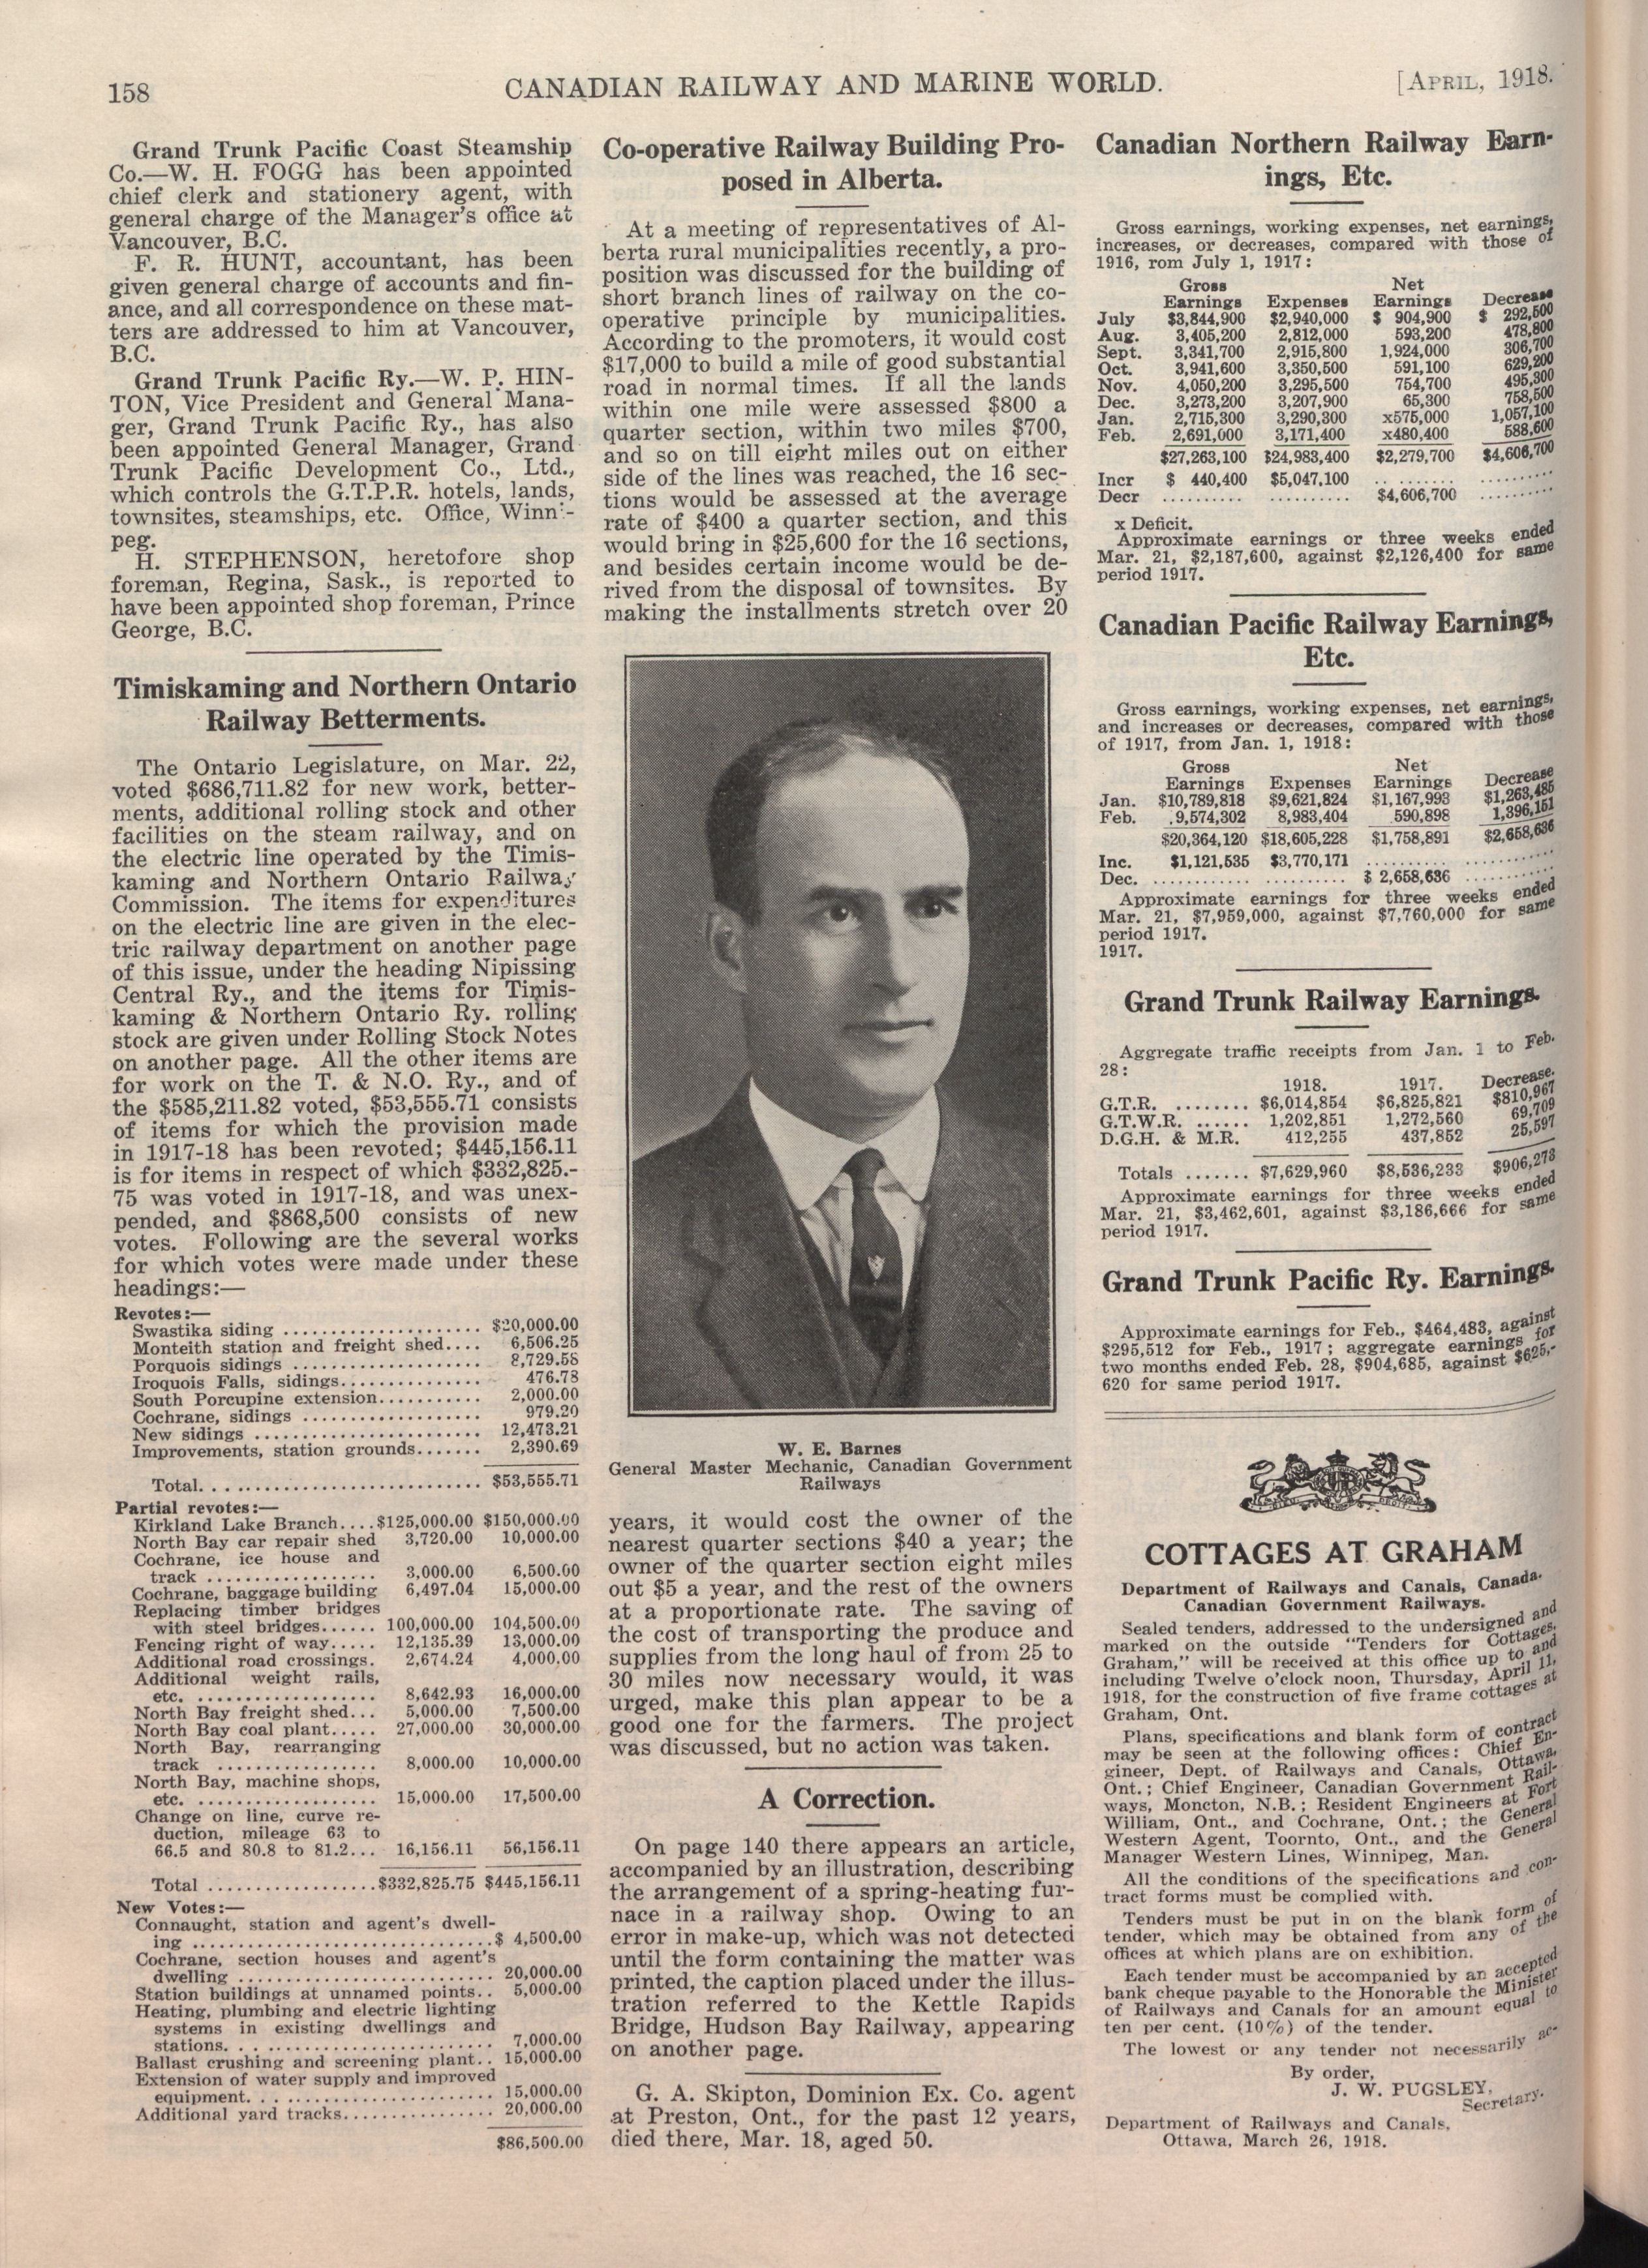 158
CANADIAN RAILWAY AND MARINE WORLD.
[APRIL, 1918.
Grand Trunk Pacific Coast Steamship
Co.—W. H. FOGG has been appointed
chief clerk and stationery agent, with
general charge of the Manager's office at
Vancouver, B.C.
F. R. HUNT, accountant, has been
given general charge of accounts and fin-
ance, and all correspondence on these mat-
ters are addressed to him at Vancouver,
B.C.
Grand Trunk Pacific Ry.—W. P. HIN-
TON, Vice President and General Mana-
ger, Grand Trunk Pacific Ry., has also
been appointed General Manager, Grand
Trunk Pacific Development Co., Ltd.,
which controls the G.T.P.R. hotels, lands,
townsites, steamships, etc. Office, Winni-
peg.
H. STEPHENSON, heretofore shop
foreman, Regina, Sask., is reported to
have been appointed shop foreman, Prince
George, B.C.
Timiskaming and Northern Ontario
Railway Betterments.
The Ontario Legislature, on Mar. 22,
voted $686,711.82 for new work, better-
ments, additional rolling stock and other
facilities on the steam railway, and on
the electric line operated by the Timis-
kaming and Northern Ontario Railway
Commission. The items for expenditures
on the electric line are given in the elec-
tric railway department on another page
of this issue, under the heading Nipissing
Central Ry., and the items for Timis-
kaming & Northern Ontario Ry. rolling
stock are given under Rolling Stock Notes
on another page. All the other items are
for work on the T. & N.O. Ry., and of
the $585,211.82 voted, $53,555.71 consists
of items for which the provision made
in 1917-18 has been revoted; $445,156.11
is for items in respect of which $332,825.-
75 was voted in 1917-18, and was unex-
pended, and $868,500 consists of new
votes. Following are the several works
for which votes were made under these
headings:—
Revotes:—
Swastika siding ..................... $20,000.00
Monteith station and freight shed.... 6,506.25
Porquois sidings .................... 8,729.58
Iroquois Falls, sidings............... 476.78
South Porcupine extension........... 2,000.00
Cochrane, sidings ................... 979.20
New sidings ........................ 12,473.21
Improvements, station grounds....... 2,390.69
Total. . ........................... $53,555.71
Partial revotes:—
Kirkland Lake Branch....$125,000.00 $150,000.00
North Bay car repair shed 3,720.00 10,000.00
Cochrane, ice house and
track .................. 3,000.00 6,500.00
Cochrane, baggage building 6,497.04 15,000.00
Replacing timber bridges
with steel bridges...... 100,000.00 104,500.00
Fencing right of way..... 12,135.39 13,000.00
Additional road crossings. 2,674.24 4,000.00
Additional weight rails,
etc. ................... 8,642.93 16,000.00
North Bay freight shed... 5,000.00 7,500.00
North Bay coal plant..... 27,000.00 30,000.00
North Bay, rearranging
track ................. 8,000.00 10,000.00
North Bay, machine shops,
etc. ................... 15,000.00 17,500.00
Change on line, curve re-
duction, mileage 63 to
66.5 and 80.8 to 81.2... 16,156.11 56,156.11
Total ..................$332,825.75 $445,156.11
New Votes:—
Connaught, station and agent's dwell-
ing ................................$ 4,500.00
Cochrane, section houses and agent's
dwelling ........................... 20,000.00
Station buildings at unnamed points.. 5,000.00
Heating, plumbing and electric lighting
systems in existing dwellings and
stations. . ......................... 7,000.00
Ballast crushing and screening plant.. 15,000.00
Extension of water supply and improved
equipment. . ........................ 15,000.00
Additional yard tracks................ 20,000.00
$86,500.00
Co-operative Railway Building Pro-
posed in Alberta.
At a meeting of representatives of Al-
berta rural municipalities recently, a pro-
position was discussed for the building of
short branch lines of railway on the co-
operative principle by municipalities.
According to the promoters, it would cost
$17,000 to build a mile of good substantial
road in normal times. If all the lands
within one mile were assessed $800 a
quarter section, within two miles $700,
and so on till eight miles out on either
side of the lines was reached, the 16 sec-
tions would be assessed at the average
rate of $400 a quarter section, and this
would bring in $25,600 for the 16 sections,
and besides certain income would be de-
rived from the disposal of townsites. By
making the installments stretch over 20
W. E. Barnes
General Master Mechanic, Canadian Government
Railways
years, it would cost the owner of the
nearest quarter sections $40 a year; the
owner of the quarter section eight miles
out $5 a year, and the rest of the owners
at a proportionate rate. The saving of
the cost of transporting the produce and
supplies from the long haul of from 25 to
30 miles now necessary would, it was
urged, make this plan appear to be a
good one for the farmers. The project
was discussed, but no action was taken.
A Correction.
On page 140 there appears an article,
accompanied by an illustration, describing
the arrangement of a spring-heating fur-
nace in a railway shop. Owing to an
error in make-up, which was not detected
until the form containing the matter was
printed, the caption placed under the illus-
tration referred to the Kettle Rapids
Bridge, Hudson Bay Railway, appearing
on another page.
G. A. Skipton, Dominion Ex. Co. agent
at Preston, Ont., for the past 12 years,
died there, Mar. 18, aged 50.
Canadian Northern Railway Earn-
ings, Etc.
Gross earnings, working expenses, net earnings,
increases, or decreases, compared with those of
1916, rom July 1, 1917:
Gross Net
Earnings Expenses Earnings Decrease
July $3,844,900 $2,940,000 $ 904,900 $ 292,500
Aug. 3,405,200 2,812,000 593,200 478,800
Sept. 3,341,700 2,915,800 1,924,000 306,700
Oct. 3,941,600 3,350,500 591,100 629,200
Nov. 4,050,200 3,295,500 754,700 495,300
Dec. 3,273,200 3,207,900 65,300 758,500
Jan. 2,715,300 3,290,300 x575,000 1,057,100
Feb. 2,691,000 3,171,400 x480,400 588,600
$27,263,100 $24,983,400 $2,279,700 $4,606,700
Incr $ 440,400 $5,047,100 .. ....... ..........
Decr .......... .......... $4,606,700 ..........
x Deficit.
Approximate earnings or three weeks ended
Mar. 21, $2,187,600, against $2,126,400 for same
period 1917.
Canadian Pacific Railway Earnings,
Etc.
Gross earnings, working expenses, net earnings,
and increases or decreases, compared with those
of 1917, from Jan. 1, 1918:
Gross Net
Earnings Expenses Earnings Decrease
Jan. $10,789,818 $9,621,824 $1,167,993 $1,263,485
Feb. 9,574,302 8,983,404 590,898 1,396,151
$20,364,120 $18,605,228 $1,758,891 $2,658,636
Inc. $1,121,535 $3,770,171 .......... ............
Dec. ............ .......... $ 2,658,636 ............
Approximate earnings for three weeks ended
Mar. 21, $7,959,000, against $7,760,000 for same
period 1917.
1917.
Grand Trunk Railway Earnings.
Aggregate traffic receipts from Jan. 1 to Feb.
28:
1918. 1917. Decrease.
G.T.R. ........ $6,014,854 $6,825,821 $810,967
G.T.W.R. ...... 1,202,851 1,272,560 69,709
D.G.H. & M.R. 412,255 437,852 25,597
Totals ....... $7,629,960 $8,536,233 $906,273
Approximate earnings for three weeks ended
Mar. 21, $3,462,601, against $3,186,666 for same
period 1917.
Grand Trunk Pacific Ry. Earnings.
Approximate earnings for Feb., $464,483, against
$295,512 for Feb., 1917; aggregate earnings for
two months ended Feb. 28, $904,685, against $625,-
620 for same period 1917.
COTTAGES AT GRAHAM
Department of Railways and Canals, Canada.
Canadian Government Railways.
Sealed tenders, addressed to the undersigned and
marked on the outside "Tenders for Cottages,
Graham," will be received at this office up to and
including Twelve o'clock noon, Thursday, April 11,
1918, for the construction of five frame cottages at
Graham, Ont.
Plans, specifications and blank form of contract
may be seen at the following offices: Chief En-
gineer, Dept. of Railways and Canals, Ottawa,
Ont.; Chief Engineer, Canadian Government Rail-
ways, Moncton, N.B.; Resident Engineers at Fort
William, Ont., and Cochrane, Ont.; the General
Western Agent, Toornto, Ont., and the General
Manager Western Lines, Winnipeg, Man.
All the conditions of the specifications and con-
tract forms must be complied with.
Tenders must be put in on the blank form of
tender, which may be obtained from any of the
offices at which plans are on exhibition.
Each tender must be accompanied by an accepted
bank cheque payable to the Honorable the Minister
of Railways and Canals for an amount equal to
ten per cent. (10%) of the tender.
The lowest or any tender not necessarily ac-
By order,
J. W. PUGSLEY,
Secretary.
Department of Railways and Canals,
Ottawa, March 26, 1918.